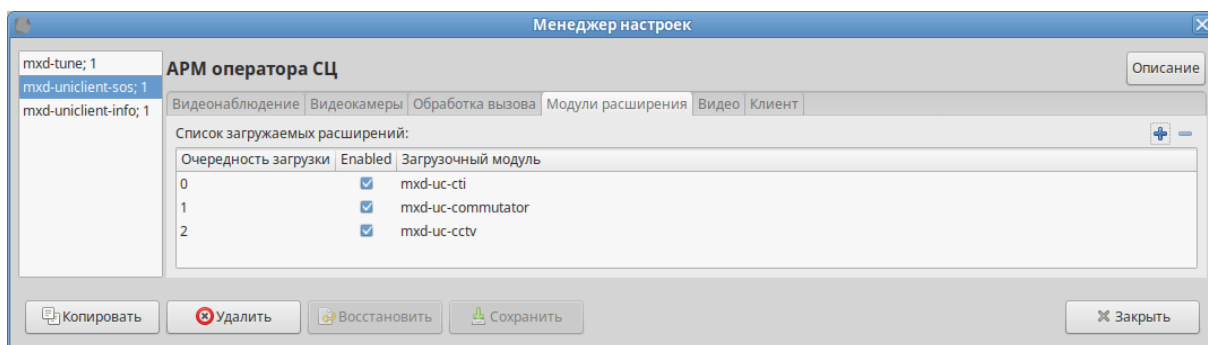 Менеджер настроек
mxd-tune; 1
mxd-uniclient-sos; 1
mxd-uniclient-info; 1
АРМ оператора СЦ
Описание
Видеонаблюдение Видеокамеры Обработка вызова Модули расширения Видео Клиент
Список загружаемых расширений:
Очередность загрузки Enabled Загрузочный модуль
0 mxd-uc-cti
1 mxd-uc-commutator
2 mxd-uc-cctv
Копировать Удалить Восстановить Сохранить Закрыть